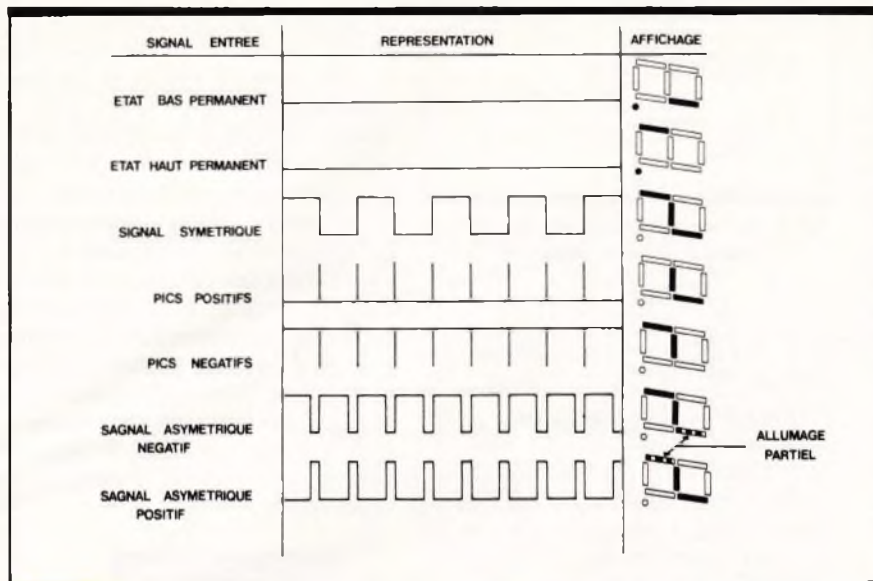 SIGNAL ENTREE REPRESENTATION AFFICHAGE
ETAT BAS PERMANENT
ETAT HAUT PERMANENT
SIGNAL SYMETRIQUE
PICS POSITIFS
PICS NEGATIFS
SAGNAL ASYMETRIQUE
NEGATIF
ALLUMAGE
PARTIEL
SAGNAL ASYMETRIQUE
POSITIF